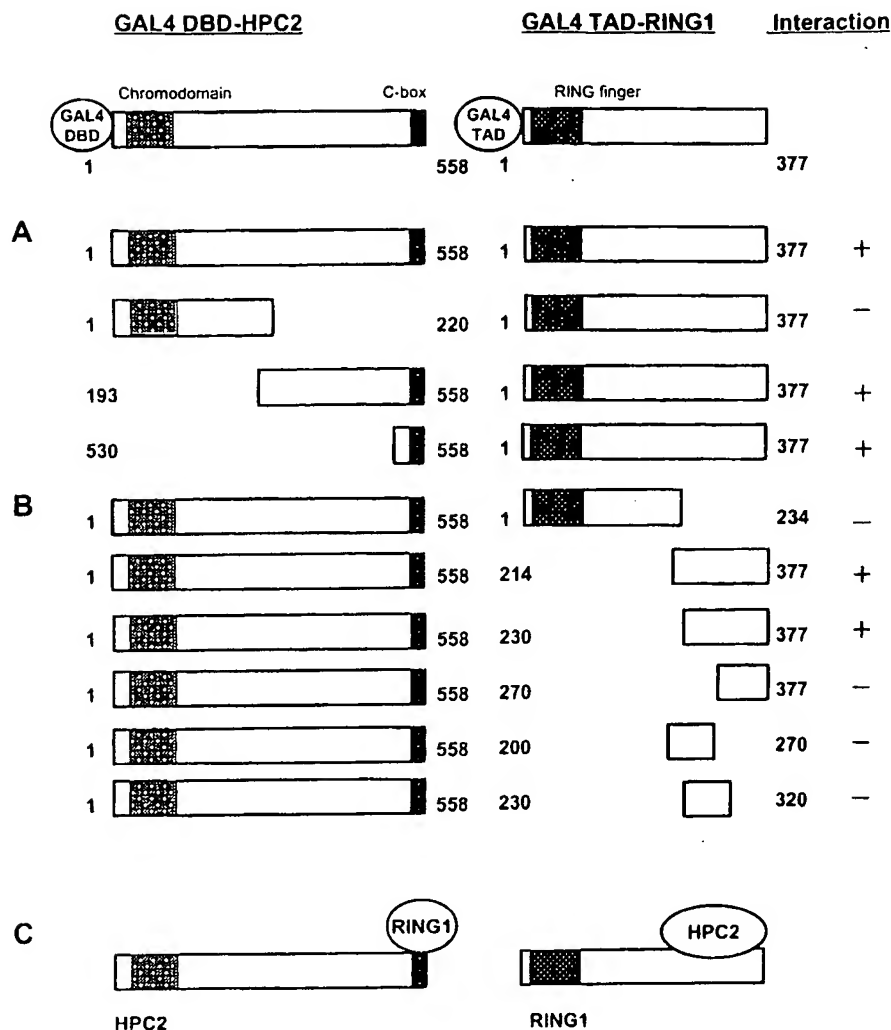 GAL4 DBD-HPC2 GAL4 TAD-RING1 Interaction
Chromodomain C-box RING finger
GAL4 DBD GAL4 TAD
1 558 1 377
A
1 558 1 377 +
1 220 1 377 −
193 558 1 377 +
530 558 1 377 +
B
1 558 1 234 −
1 558 214 377 +
1 558 230 377 +
1 558 270 377 −
1 558 200 270 −
1 558 230 320 −
C
RING1 HPC2
HPC2 RING1